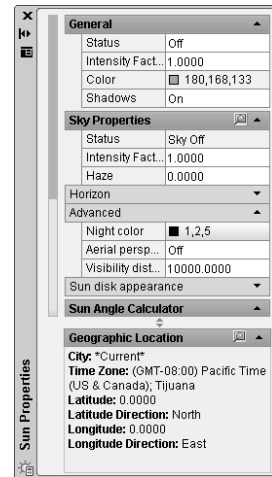 General
Status Off
Intensity Fact... 1.0000
Color 180,168,133
Shadows On
Sky Properties
Status Sky Off
Intensity Fact... 1.0000
Haze 0.0000
Horizon
Advanced
Night color 1,2,5
Aerial persp... Off
Visibility dist... 10000.0000
Sun disk appearance
Sun Angle Calculator
Geographic Location
City: *Current*
Time Zone: (GMT-08:00) Pacific Time
(US & Canada); Tijuana
Latitude: 0.0000
Latitude Direction: North
Longitude: 0.0000
Longitude Direction: East
Sun Properties